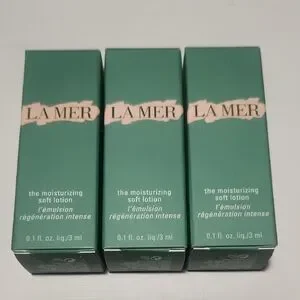 LA MER
the moisturizing
soft lotion
l'émulsion
régénération intense
0.1 fl. oz. liq./3 ml
LA MER
the moisturizing
soft lotion
l'émulsion
régénération intense
0.1 fl. oz. liq./3 ml
LA MER
the moisturizing
soft lotion
l'émulsion
régénération intense
0.1 fl. oz. liq./3 ml